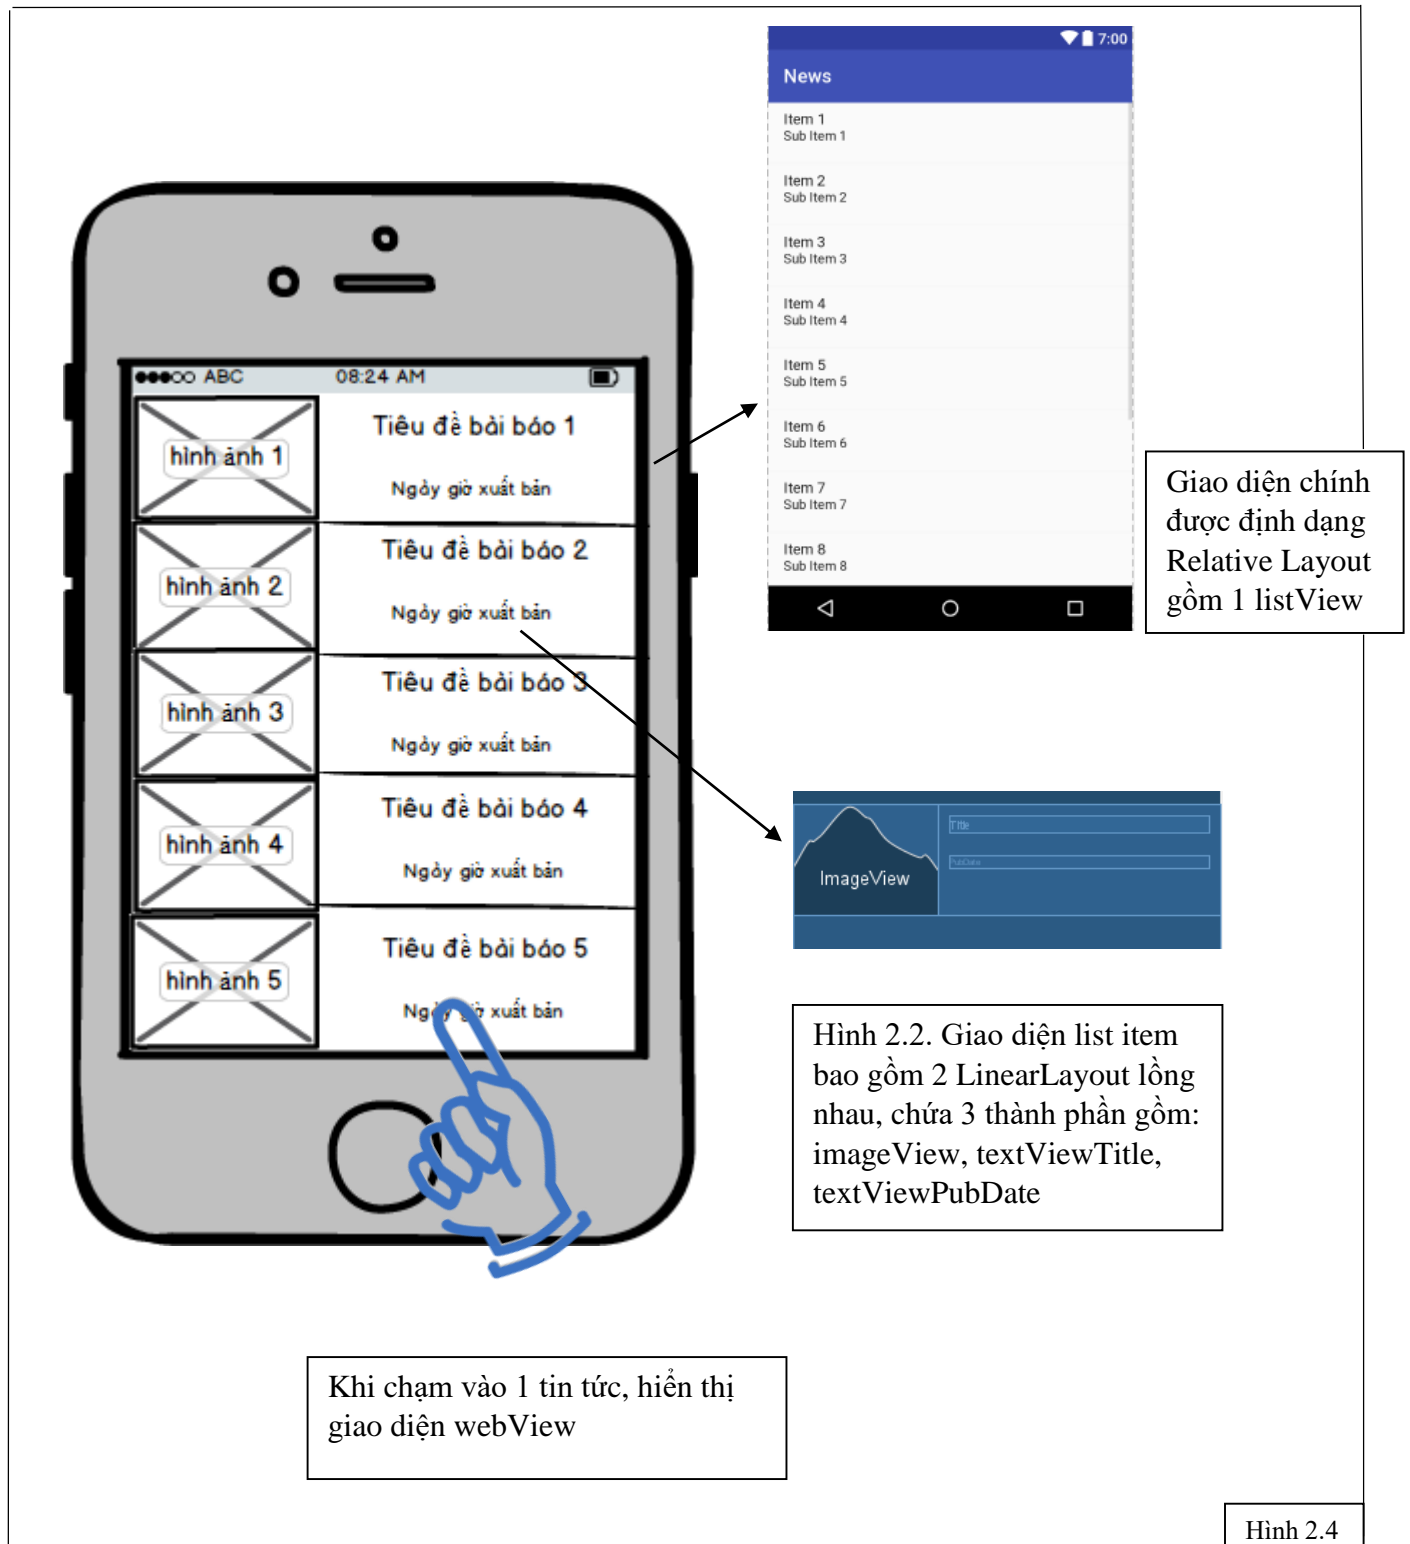 7:00
News
Item 1
Sub Item 1
Item 2
Sub Item 2
Item 3
Sub Item 3
Item 4
Sub Item 4
Item 5
Sub Item 5
Item 6
Sub Item 6
Item 7
Sub Item 7
Item 8
Sub Item 8
ABC 08:24 AM
hình ảnh 1
Tiêu đề bài báo 1
Ngày giờ xuất bản
hình ảnh 2
Tiêu đề bài báo 2
Ngày giờ xuất bản
hình ảnh 3
Tiêu đề bài báo 3
Ngày giờ xuất bản
hình ảnh 4
Tiêu đề bài báo 4
Ngày giờ xuất bản
hình ảnh 5
Tiêu đề bài báo 5
Ngày giờ xuất bản
Giao diện chính
được định dạng
Relative Layout
gồm 1 listView
ImageView
Title
PubDate
Hình 2.2. Giao diện list item
bao gồm 2 LinearLayout lồng
nhau, chứa 3 thành phần gồm:
imageView, textViewTitle,
textViewPubDate
Khi chạm vào 1 tin tức, hiển thị
giao diện webView
Hình 2.4